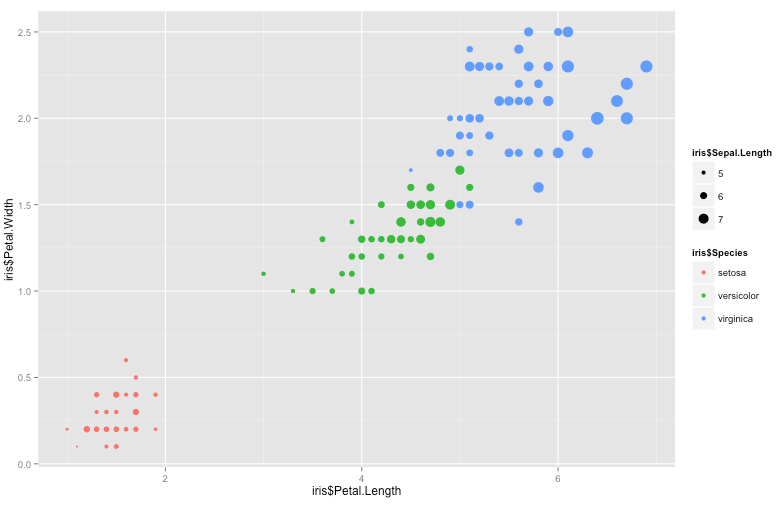 2.5
2.0
1.5
1.0
0.5
0.0
iris$Petal.Width
2
4
6
iris$Petal.Length
iris$Sepal.Length
5
6
7
iris$Species
setosa
versicolor
virginica